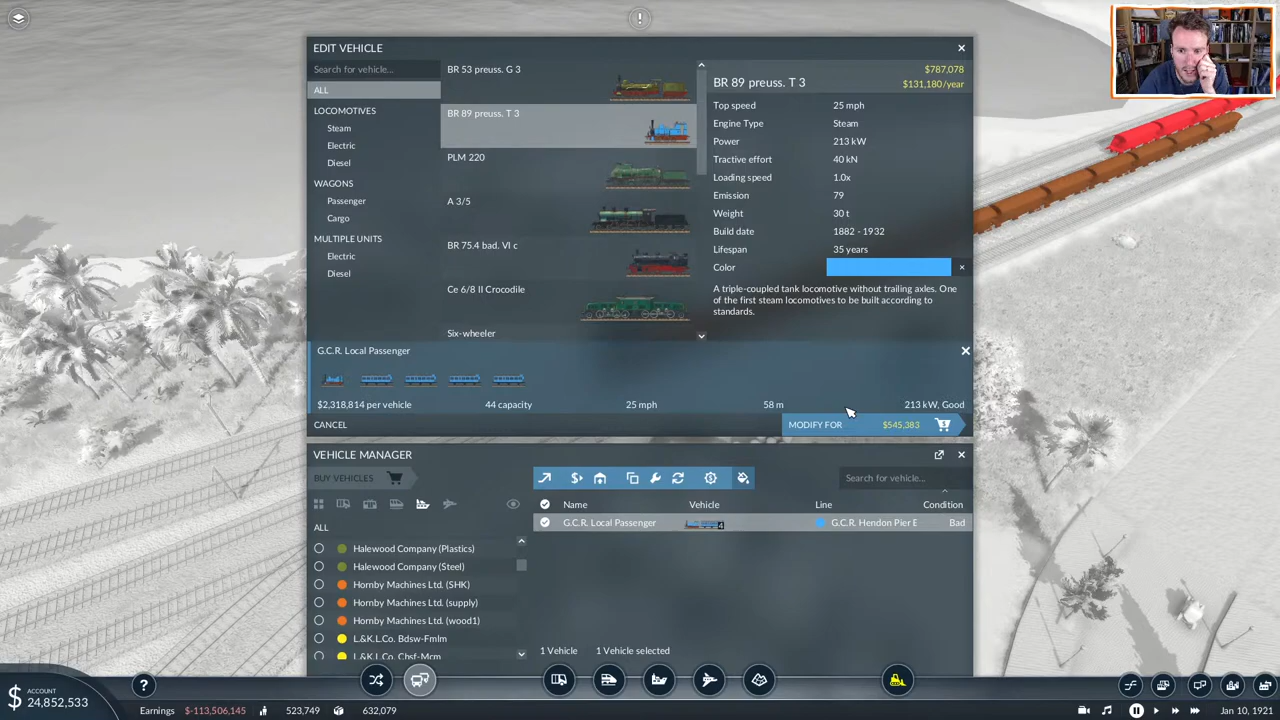 EDIT VEHICLE
Search for vehicle...
ALL
LOCOMOTIVES
Steam
Electric
Diesel
WAGONS
Passenger
Cargo
MULTIPLE UNITS
Electric
Diesel
BR 53 preuss. G 3
BR 89 preuss. T 3
PLM 220
A 3/5
BR 75.4 bad. VI c
Ce 6/8 II Crocodile
Six-wheeler
$787,078
BR 89 preuss. T 3
$131,180/year
Top speed 25 mph
Engine Type Steam
Power 213 kW
Tractive effort 40 kN
Loading speed 1.0x
Emission 79
Weight 30 t
Build date 1882 - 1932
Lifespan 35 years
Color
A triple-coupled tank locomotive without trailing axles. One
of the first steam locomotives to be built according to
standards.
G.C.R. Local Passenger
$2,318,814 per vehicle 44 capacity 25 mph 58 m 213 kW, Good
CANCEL MODIFY FOR $545,383
VEHICLE MANAGER
BUY VEHICLES
Search for vehicle...
ALL
Halewood Company (Plastics)
Halewood Company (Steel)
Hornby Machines Ltd. (SHK)
Hornby Machines Ltd. (supply)
Hornby Machines Ltd. (wood1)
L.&K.L.Co. Bdsw-Fmlm
L.&K.L.Co. Chsf-Mcm
Name Vehicle Line Condition
G.C.R. Local Passenger 4 G.C.R. Hendon Pier E Bad
1 Vehicle 1 Vehicle selected
$ ACCOUNT
24,852,533
?
Earnings $-113,506,145 523,749 632,079
Jan 10, 1921